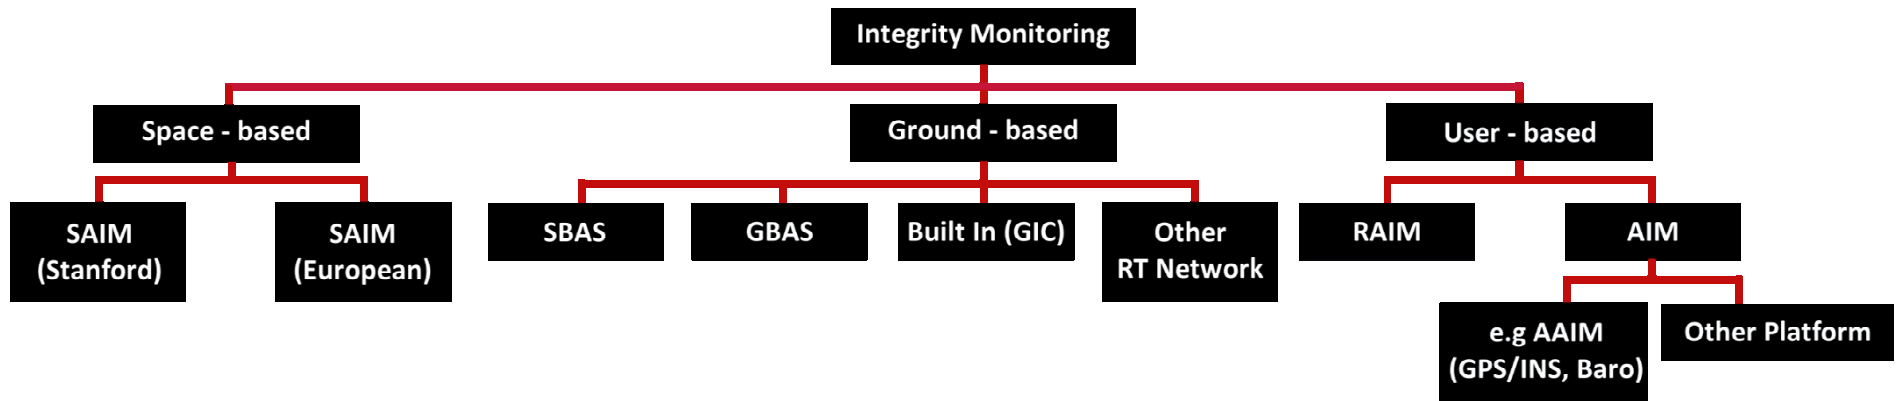 Integrity Monitoring
Space - based
Ground - based
User - based
SAIM
(Stanford)
SAIM
(European)
SBAS
GBAS
Built In (GIC)
Other
RT Network
RAIM
AIM
e.g AAIM
(GPS/INS, Baro)
Other Platform